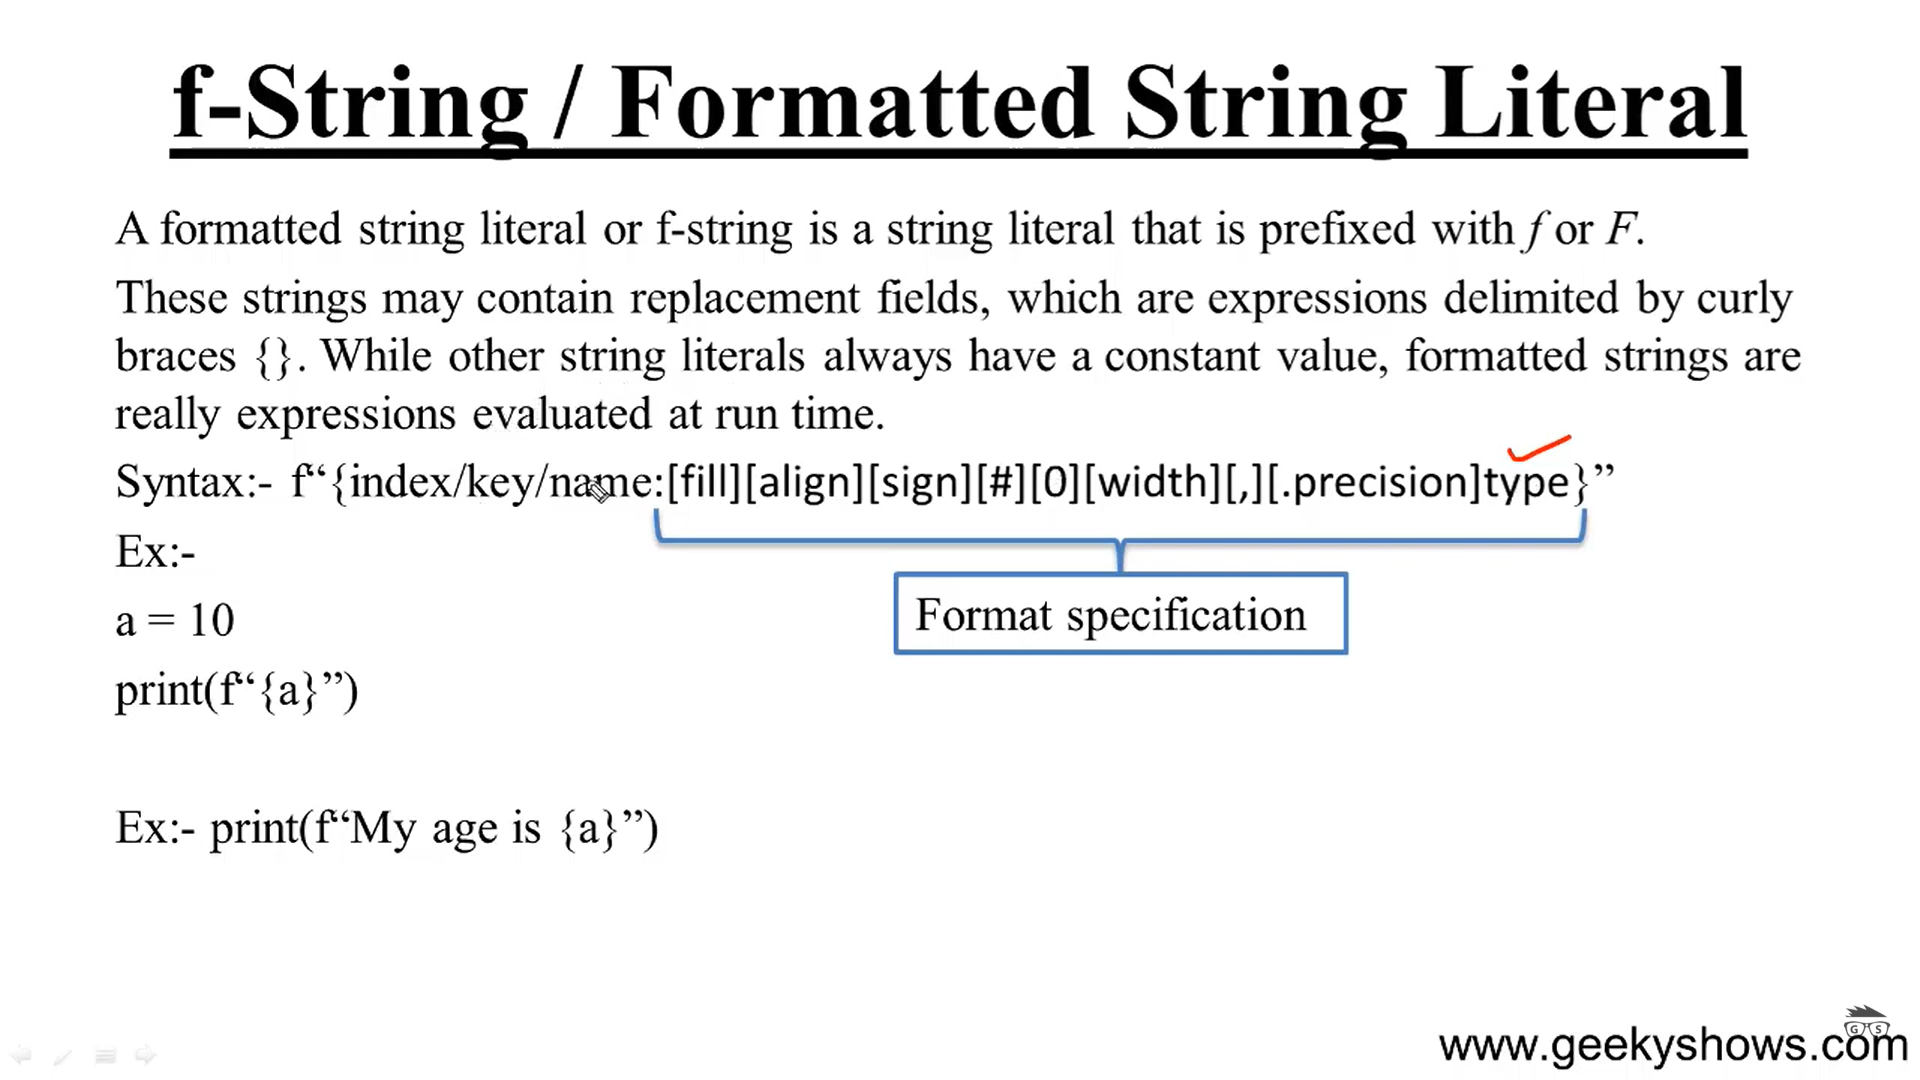 f-String / Formatted String Literal
A formatted string literal or f-string is a string literal that is prefixed with f or F.
These strings may contain replacement fields, which are expressions delimited by curly
braces {}. While other string literals always have a constant value, formatted strings are
really expressions evaluated at run time.
Syntax:- f“{index/key/name:[fill][align][sign][#][0][width][,][.precision]type}”
Ex:-
a = 10
Format specification
print(f“{a}”)
Ex:- print(f“My age is {a}”)
GS
www.geekyshows.com